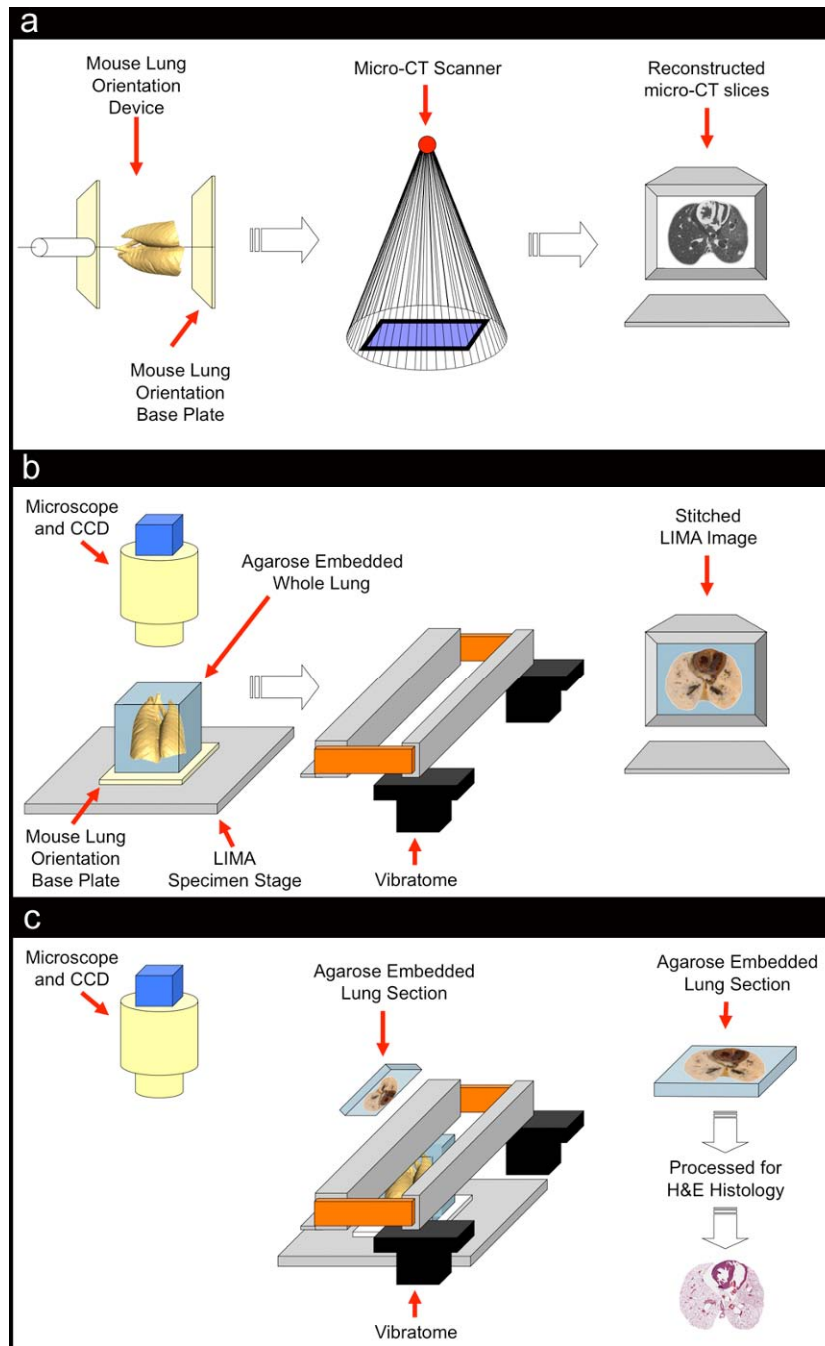 a
Mouse Lung
Orientation
Device
Micro-CT Scanner
Reconstructed
micro-CT slices
Mouse Lung
Orientation
Base Plate
b
Microscope
and CCD
Agarose Embedded
Whole Lung
Stitched
LIMA Image
Mouse Lung
Orientation
Base Plate
LIMA
Specimen Stage
Vibratome
c
Microscope
and CCD
Agarose Embedded
Lung Section
Agarose Embedded
Lung Section
Processed for
H&E Histology
Vibratome